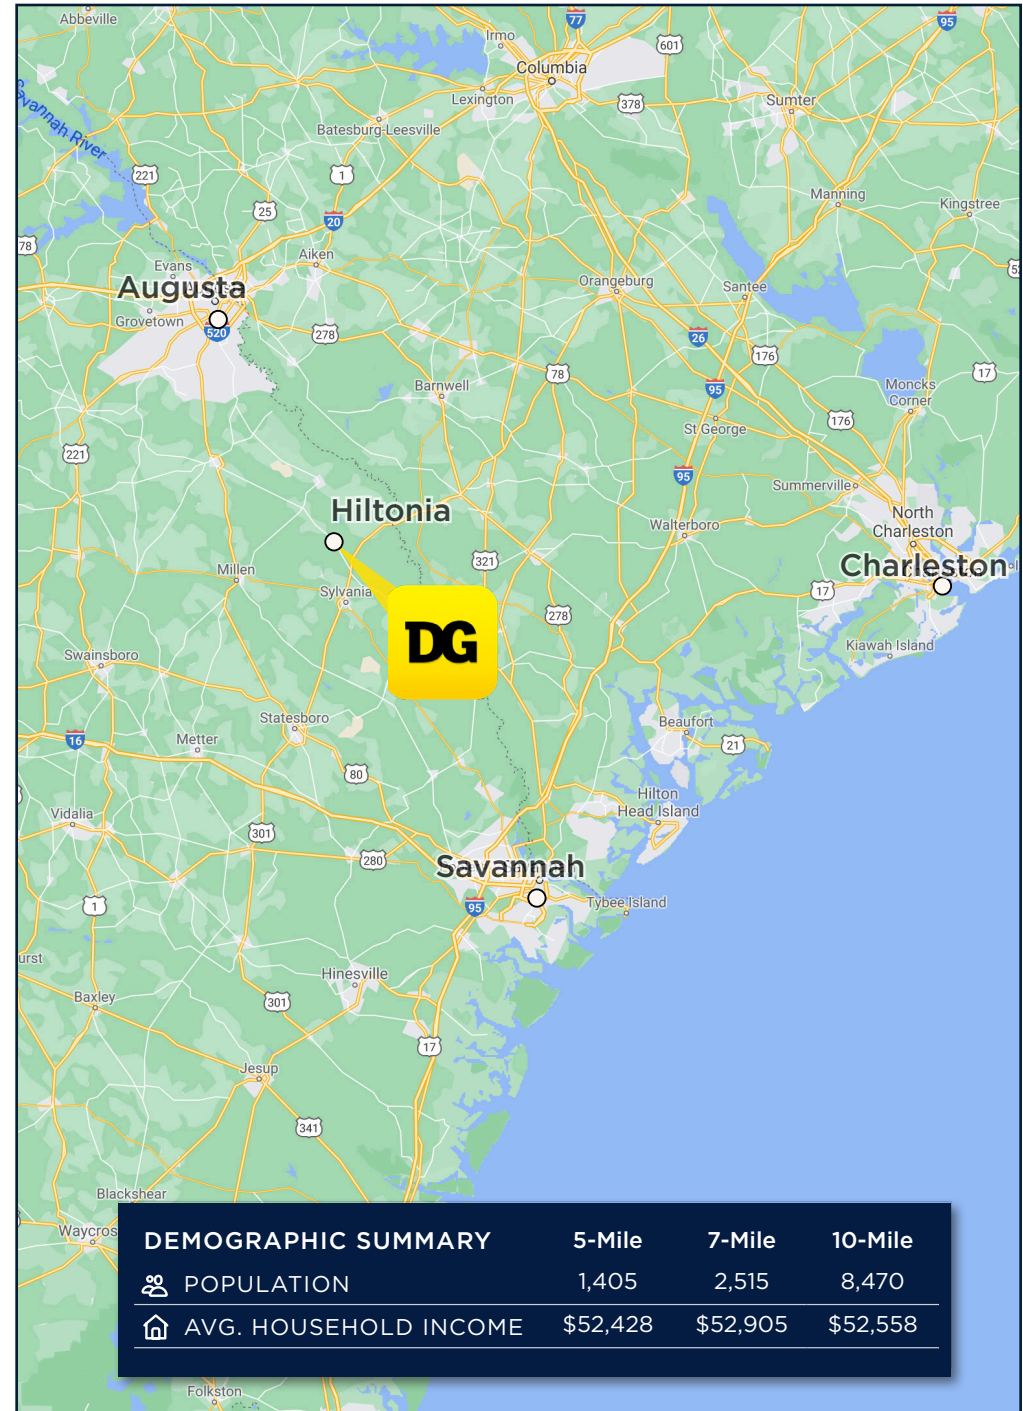 Abbeville
77
95
Irmo
601
Columbia
Lexington
378
Sumter
Savannah River
Batesburg-Leesville
221
1
Manning
25
20
Kingstree
78
Aiken
Evans
Augusta
Orangeburg
Santee
Grovetown
520
278
26
176
78
17
Barnwell
95
Moncks
Corner
176
St George
221
95
Summerville
Hiltonia
North
Charleston
Walterboro
321
Charleston
Millen
17
Sylvania
278
DG
Kiawah Island
Swainsboro
Statesboro
Beaufort
16
Metter
21
80
Hilton
Head Island
Vidalia
301
280
Savannah
95
Tybee Island
1
urst
Hinesville
Baxley
301
17
Jesup
341
Blackshear
Waycros
DEMOGRAPHIC SUMMARY 5-Mile 7-Mile 10-Mile
POPULATION 1,405 2,515 8,470
AVG. HOUSEHOLD INCOME $52,428 $52,905 $52,558
Folkston